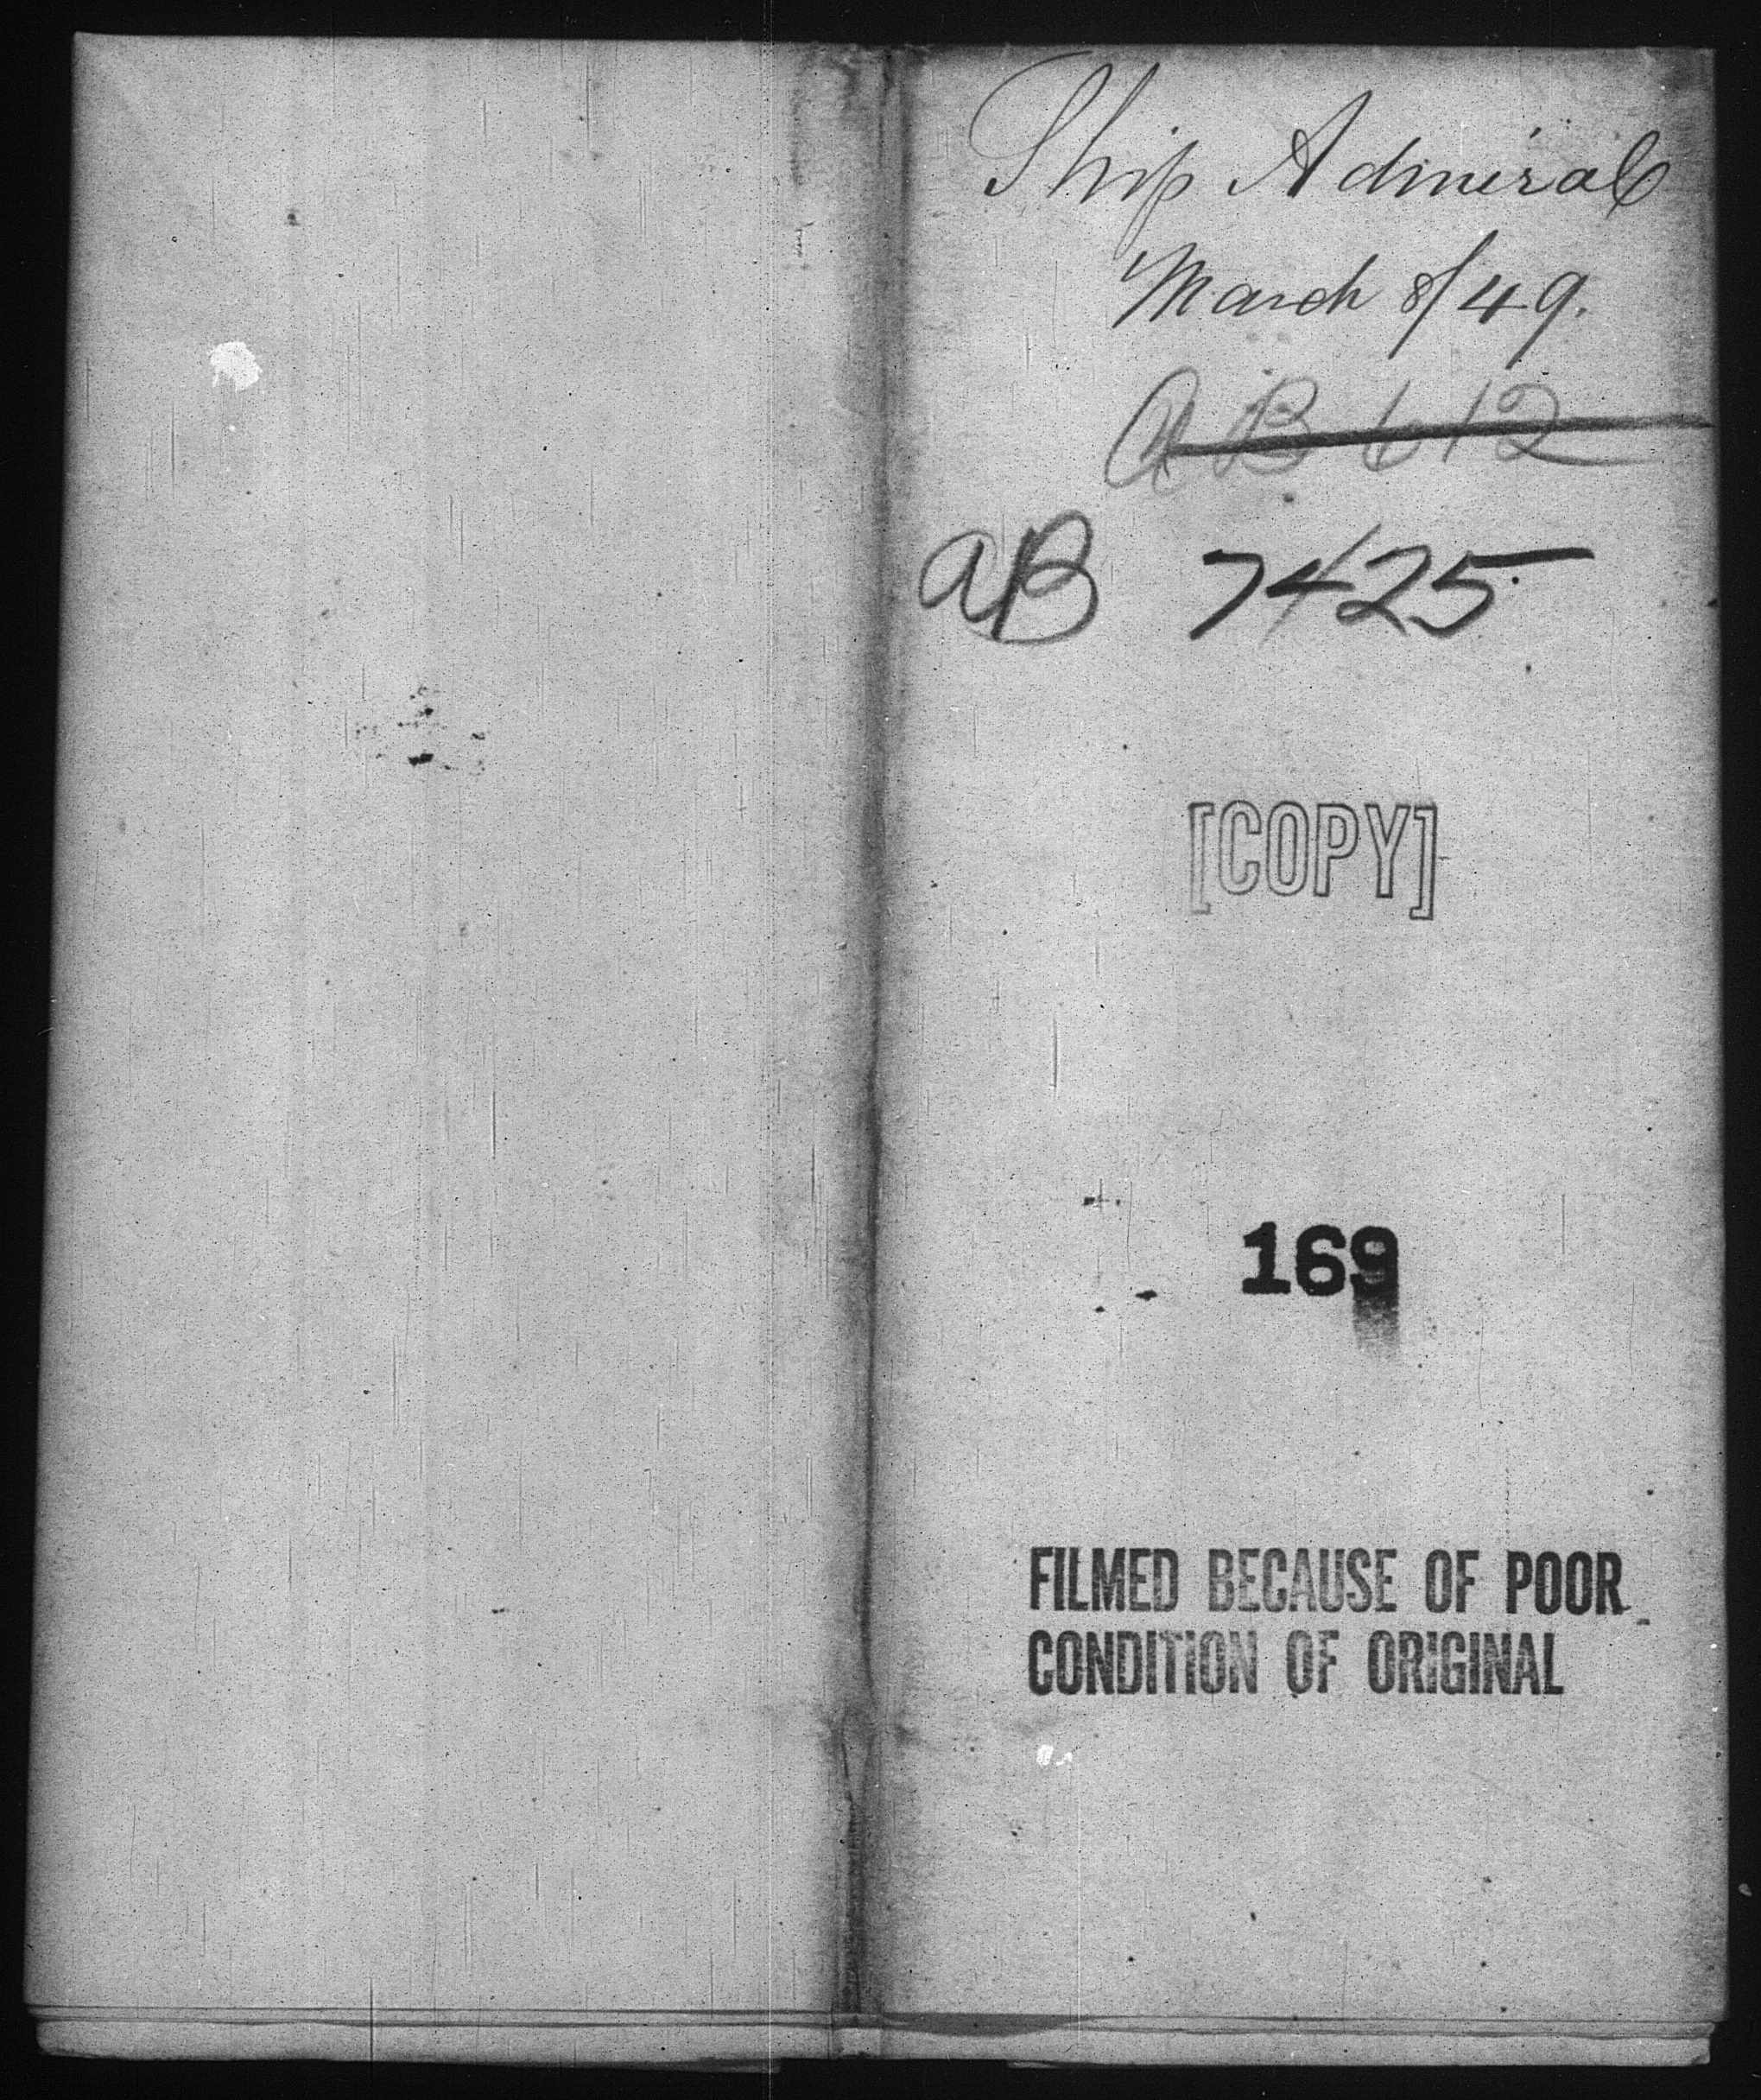 Ship Admiral
March 8/49.
AB 612
AB 7425
[COPY]
169
FILMED BECAUSE OF POOR
CONDITION OF ORIGINAL